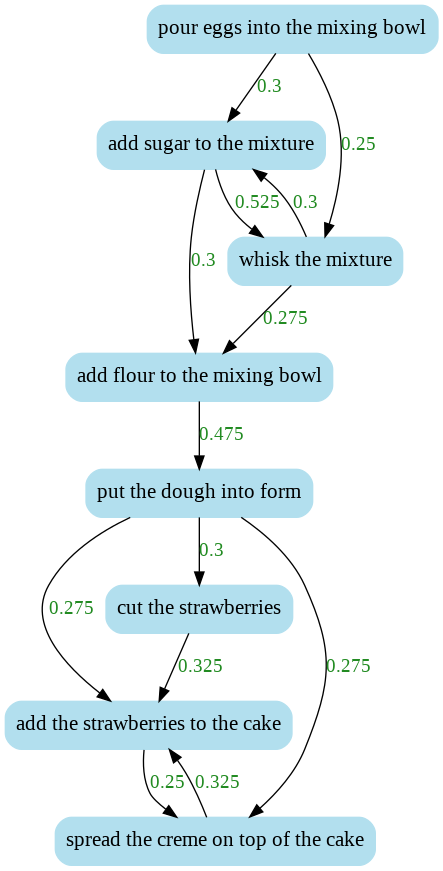 pour eggs into the mixing bowl
0.3
add sugar to the mixture
0.25
0.525
0.3
0.3
whisk the mixture
0.275
add flour to the mixing bowl
0.475
put the dough into form
0.3
0.275
cut the strawberries
0.325
0.275
add the strawberries to the cake
0.25
0.325
spread the creme on top of the cake